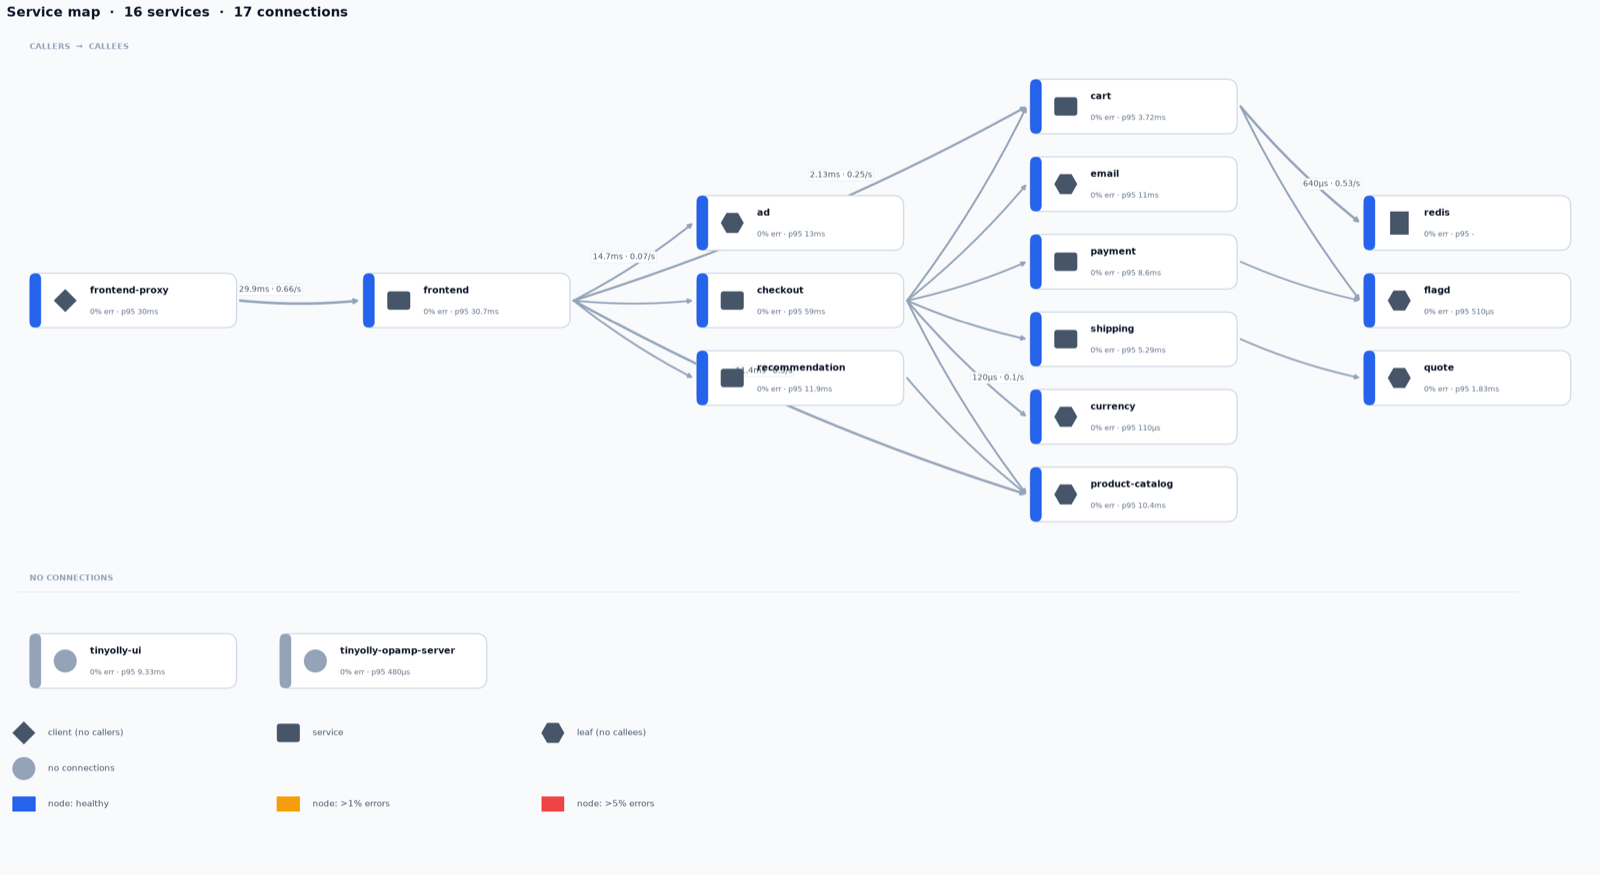 Service map · 16 services · 17 connections
CALLERS → CALLEES
cart
0% err · p95 3.72ms
email
0% err · p95 11ms
2.13ms · 0.25/s
640µs · 0.53/s
ad
0% err · p95 13ms
redis
0% err · p95 -
payment
0% err · p95 8.6ms
14.7ms · 0.07/s
frontend-proxy
0% err · p95 30ms
29.9ms · 0.66/s
frontend
0% err · p95 30.7ms
checkout
0% err · p95 59ms
flagd
0% err · p95 510µs
shipping
0% err · p95 5.29ms
recommendation
0% err · p95 11.9ms
120µs · 0.1/s
quote
0% err · p95 1.83ms
currency
0% err · p95 110µs
product-catalog
0% err · p95 10.4ms
NO CONNECTIONS
tinyolly-ui
0% err · p95 9.33ms
tinyolly-opamp-server
0% err · p95 480µs
client (no callers)
service
leaf (no callees)
no connections
node: healthy
node: >1% errors
node: >5% errors